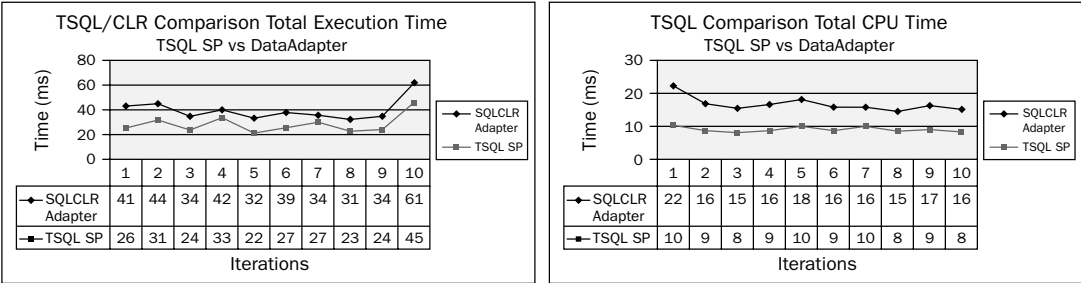 TSQL/CLR Comparison Total Execution Time
TSQL SP vs DataAdapter
Time (ms)
80
60
40
20
0
SQLCLR
Adapter
TSQL SP
1 2 3 4 5 6 7 8 9 10
SQLCLR
Adapter
41 44 34 42 32 39 34 31 34 61
TSQL SP 26 31 24 33 22 27 27 23 24 45
Iterations
TSQL Comparison Total CPU Time
TSQL SP vs DataAdapter
Time (ms)
30
20
10
0
SQLCLR
Adapter
TSQL SP
1 2 3 4 5 6 7 8 9 10
SQLCLR
Adapter
22 16 15 16 18 16 16 15 17 16
TSQL SP 10 9 8 9 10 9 10 8 9 8
Iterations